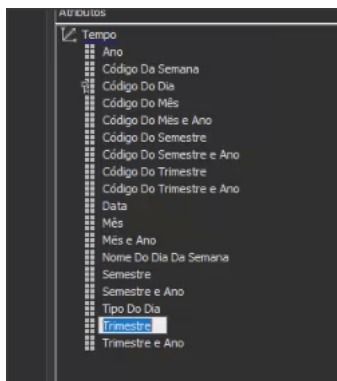 Atributos
Tempo
Ano
Código Da Semana
Código Do Dia
Código Do Mês
Código Do Mês e Ano
Código Do Semestre
Código Do Semestre e Ano
Código Do Trimestre
Código Do Trimestre e Ano
Data
Mês
Mês e Ano
Nome Do Dia Da Semana
Semestre
Semestre e Ano
Tipo Do Dia
Trimestre
Trimestre e Ano